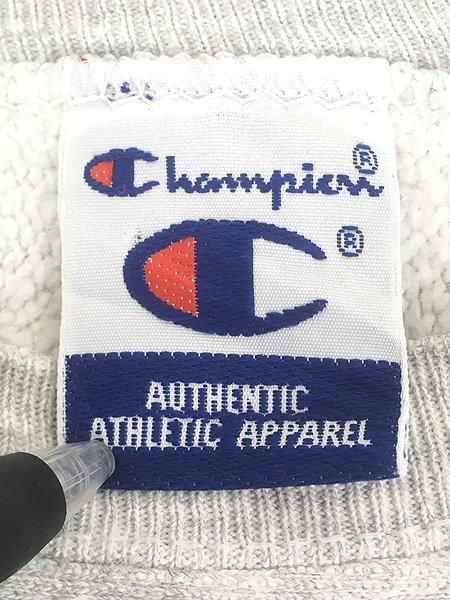 Champion®
C ®
AUTHENTIC
ATHLETIC APPAREL